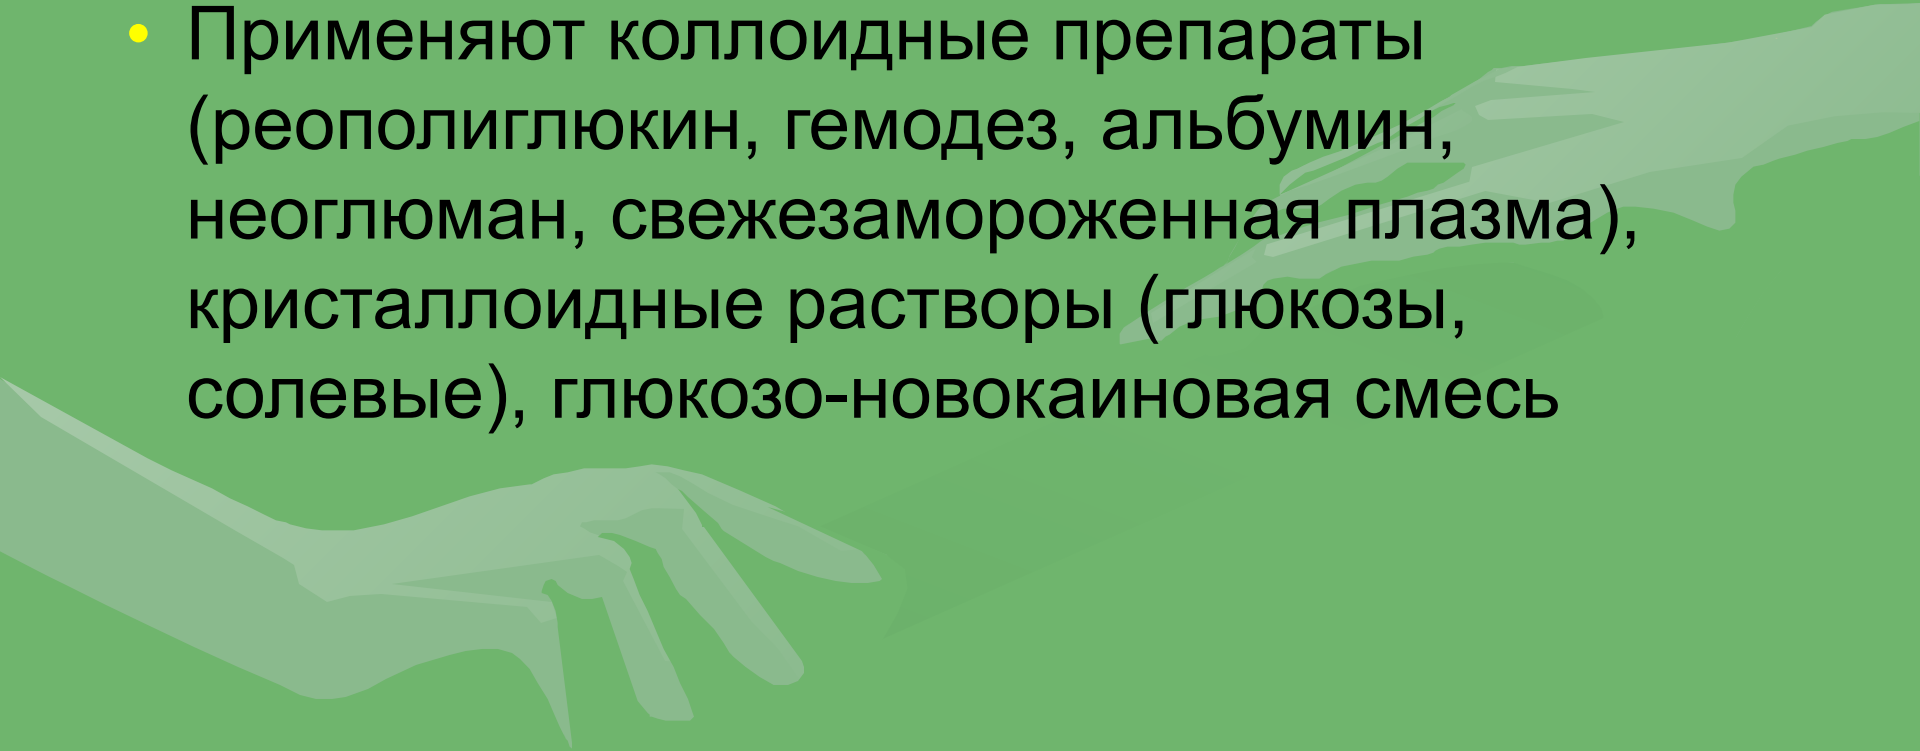 • Применяют коллоидные препараты
(реополиглюкин, гемодез, альбумин,
неоглюман, свежезамороженная плазма),
кристаллоидные растворы (глюкозы,
солевые), глюкозо-новокаиновая смесь